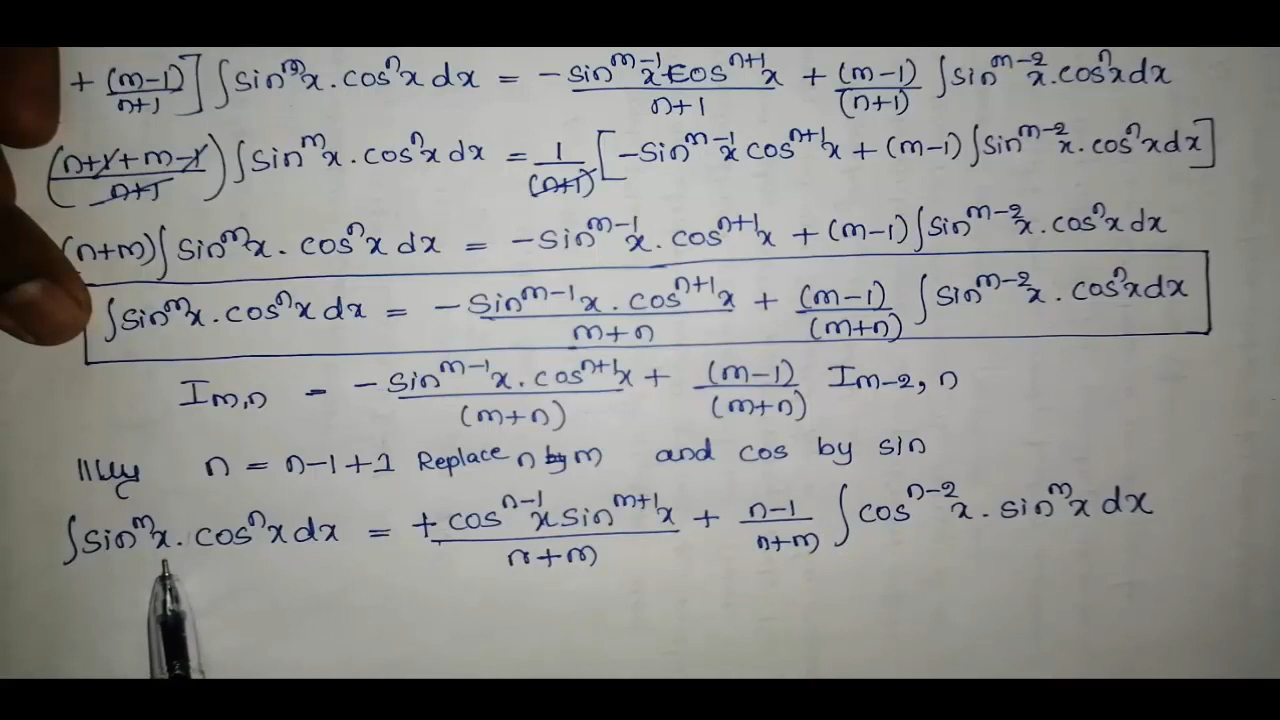 + (m-1)/(n+1) ] ∫ sin^m x . cos^n x dx = -sin^(m-1) x cos^(n+1) x / (n+1) + (m-1)/(n+1) ∫ sin^(m-2) x . cos^n x dx
((n+1+m-1)/(n+1)) ∫ sin^m x . cos^n x dx = 1/(n+1) [ -sin^(m-1) x cos^(n+1) x + (m-1) ∫ sin^(m-2) x . cos^n x dx ]
(n+m) ∫ sin^m x . cos^n x dx = -sin^(m-1) x . cos^(n+1) x + (m-1) ∫ sin^(m-2) x . cos^n x dx
∫ sin^m x . cos^n x dx = -sin^(m-1) x . cos^(n+1) x / (m+n) + (m-1)/(m+n) ∫ sin^(m-2) x . cos^n x dx
I_(m,n) = -sin^(m-1) x . cos^(n+1) x / (m+n) + (m-1)/(m+n) I_(m-2, n)
lllly n = n-1+1 Replace n by m and cos by sin
∫ sin^m x . cos^n x dx = +cos^(n-1) x sin^(m+1) x / (n+m) + (n-1)/(n+m) ∫ cos^(n-2) x . sin^m x dx